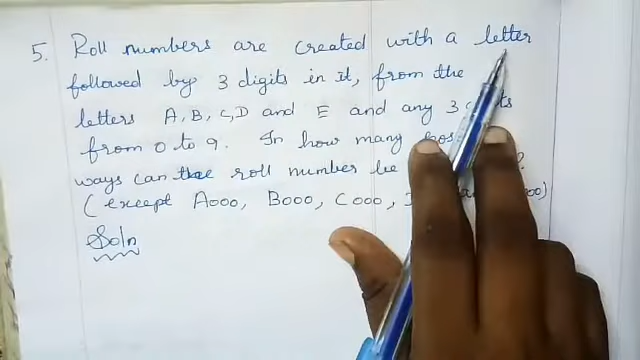 5. Roll numbers are created with a letter
followed by 3 digits in it, from the
letters A, B, C, D and E and any 3
from 0 to 9. In how many
ways can the roll number be ?
(except A000, B000, C000,
Soln